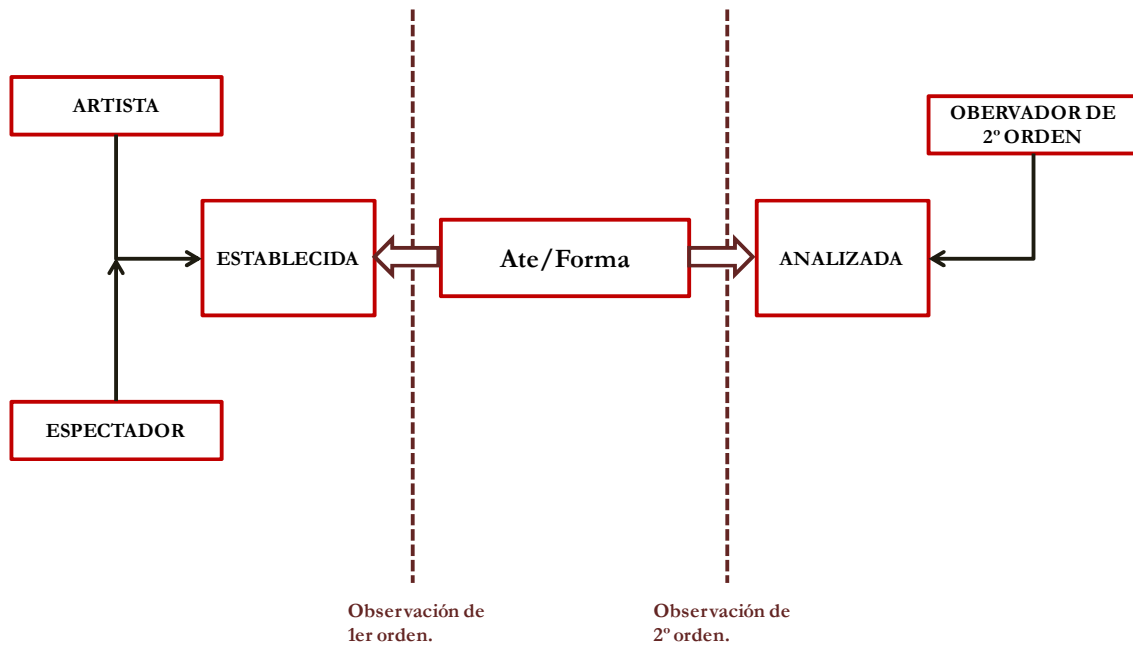 ARTISTA
OBERVADOR DE
2º ORDEN
ESTABLECIDA
Ate/Forma
ANALIZADA
ESPECTADOR
Observación de
1er orden.
Observación de
2º orden.